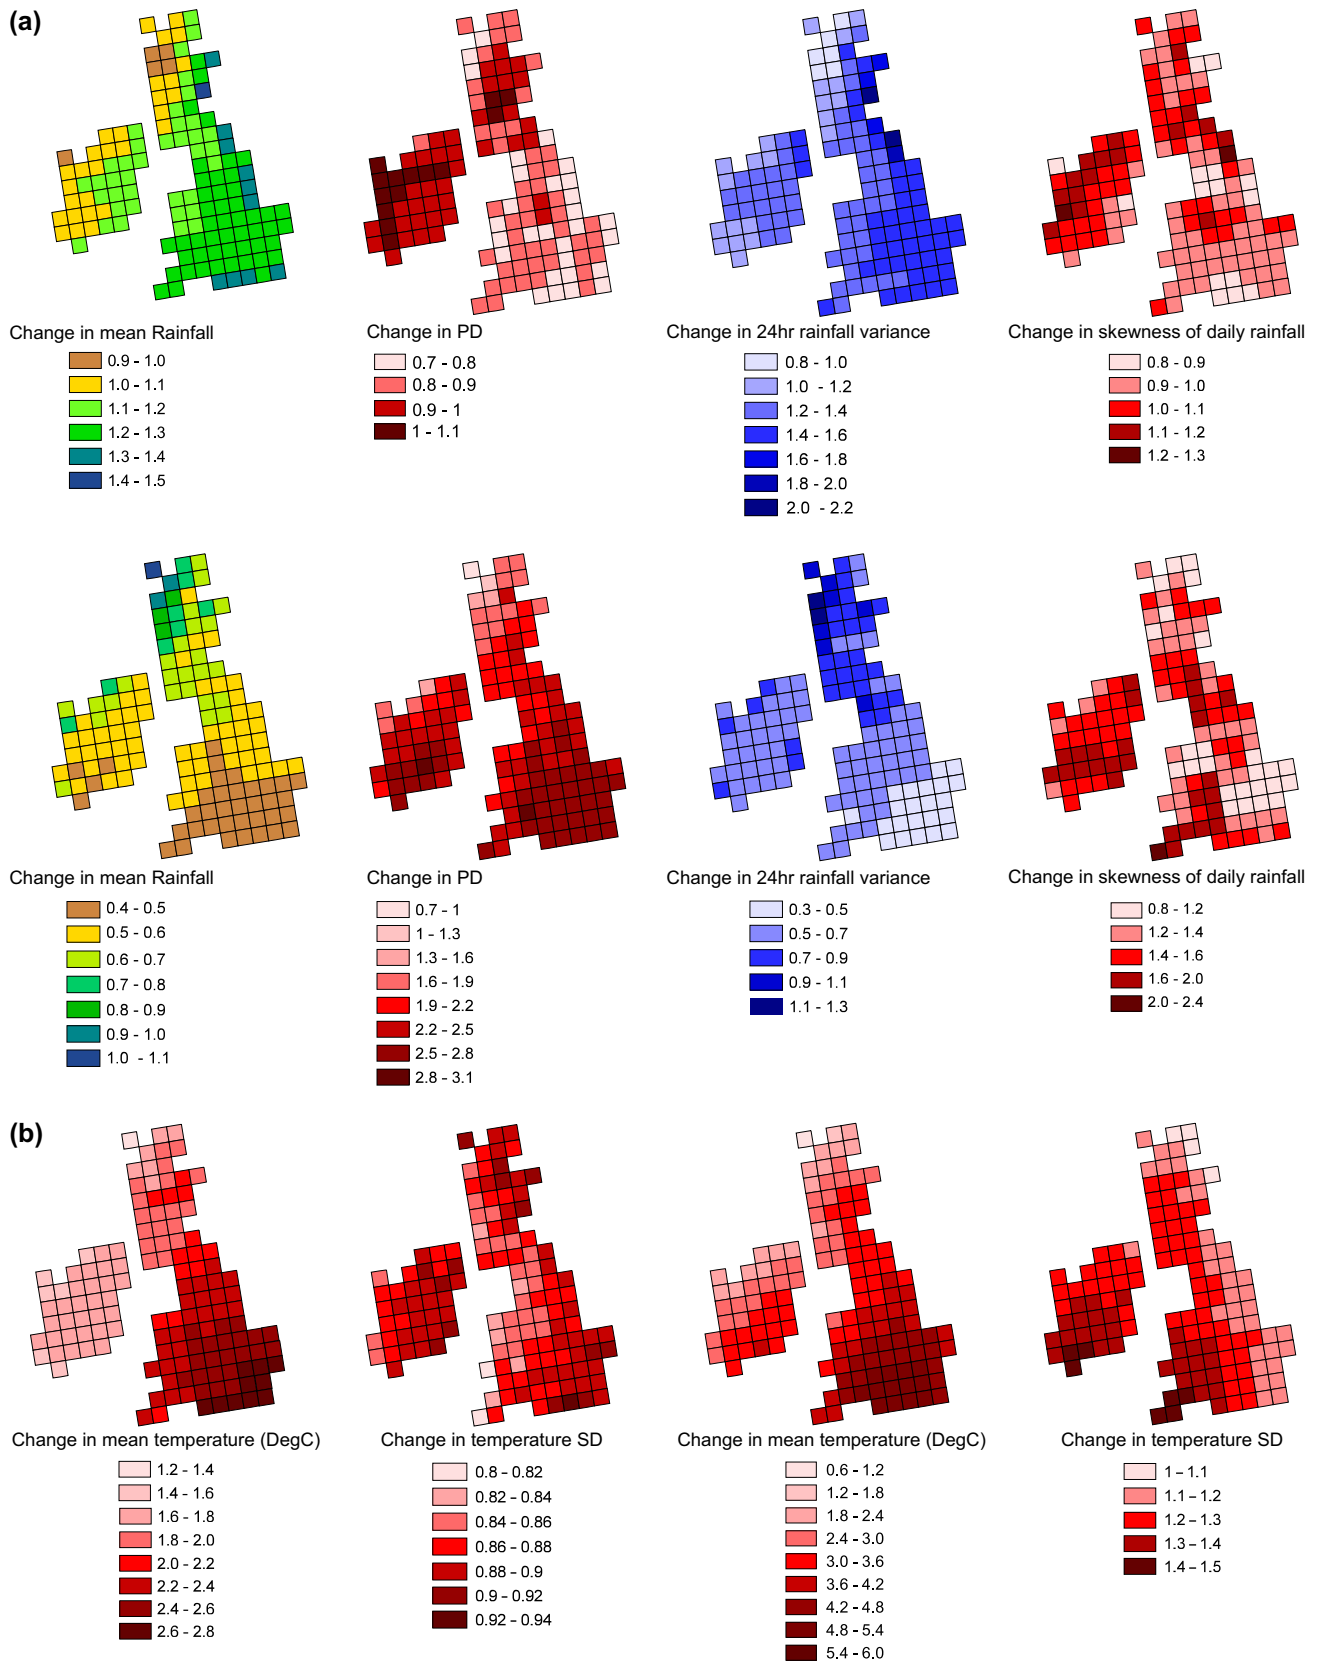 (a)
Change in mean Rainfall
0.9 - 1.0
1.0 - 1.1
1.1 - 1.2
1.2 - 1.3
1.3 - 1.4
1.4 - 1.5
Change in PD
0.7 - 0.8
0.8 - 0.9
0.9 - 1
1 - 1.1
Change in 24hr rainfall variance
0.8 - 1.0
1.0 - 1.2
1.2 - 1.4
1.4 - 1.6
1.6 - 1.8
1.8 - 2.0
2.0 - 2.2
Change in skewness of daily rainfall
0.8 - 0.9
0.9 - 1.0
1.0 - 1.1
1.1 - 1.2
1.2 - 1.3
Change in mean Rainfall
0.4 - 0.5
0.5 - 0.6
0.6 - 0.7
0.7 - 0.8
0.8 - 0.9
0.9 - 1.0
1.0 - 1.1
Change in PD
0.7 - 1
1 - 1.3
1.3 - 1.6
1.6 - 1.9
1.9 - 2.2
2.2 - 2.5
2.5 - 2.8
2.8 - 3.1
Change in 24hr rainfall variance
0.3 - 0.5
0.5 - 0.7
0.7 - 0.9
0.9 - 1.1
1.1 - 1.3
Change in skewness of daily rainfall
0.8 - 1.2
1.2 - 1.4
1.4 - 1.6
1.6 - 2.0
2.0 - 2.4
(b)
Change in mean temperature (DegC)
1.2 - 1.4
1.4 - 1.6
1.6 - 1.8
1.8 - 2.0
2.0 - 2.2
2.2 - 2.4
2.4 - 2.6
2.6 - 2.8
Change in temperature SD
0.8 – 0.82
0.82 – 0.84
0.84 – 0.86
0.86 – 0.88
0.88 – 0.9
0.9 – 0.92
0.92 – 0.94
Change in mean temperature (DegC)
0.6 - 1.2
1.2 - 1.8
1.8 - 2.4
2.4 - 3.0
3.0 - 3.6
3.6 - 4.2
4.2 - 4.8
4.8 - 5.4
5.4 - 6.0
Change in temperature SD
1 – 1.1
1.1 – 1.2
1.2 – 1.3
1.3 – 1.4
1.4 – 1.5